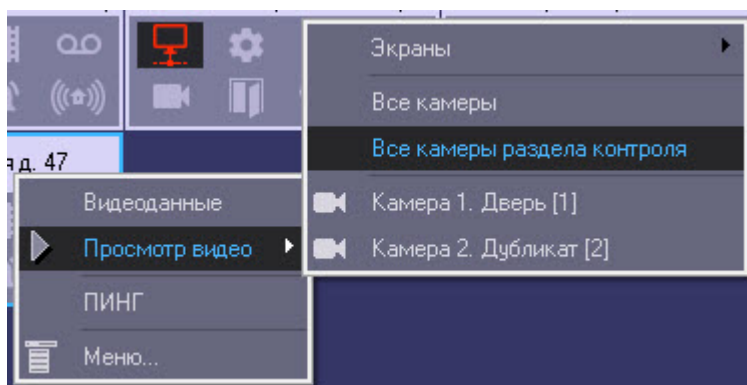 Экраны
Все камеры
Все камеры раздела контроля
Камера 1. Дверь [1]
Камера 2. Дубликат [2]
я д. 47
Видеоданные
Просмотр видео
ПИНГ
Меню...